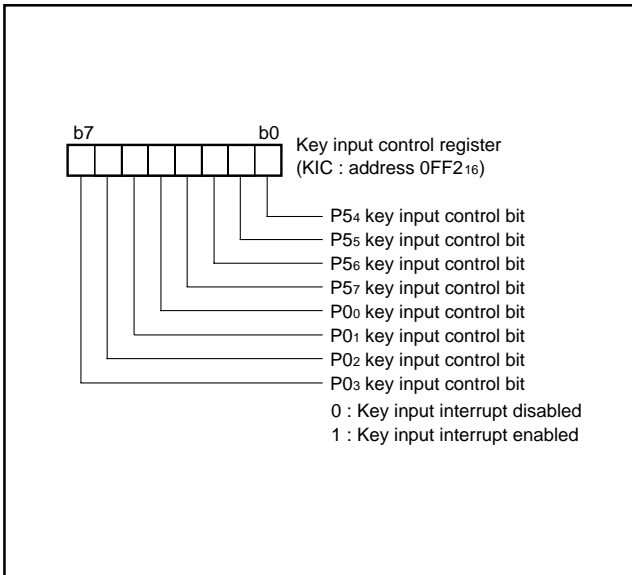 b7 b0
Key input control register
(KIC : address 0FF2₁₆)
P5₄ key input control bit
P5₅ key input control bit
P5₆ key input control bit
P5₇ key input control bit
P0₀ key input control bit
P0₁ key input control bit
P0₂ key input control bit
P0₃ key input control bit
0 : Key input interrupt disabled
1 : Key input interrupt enabled